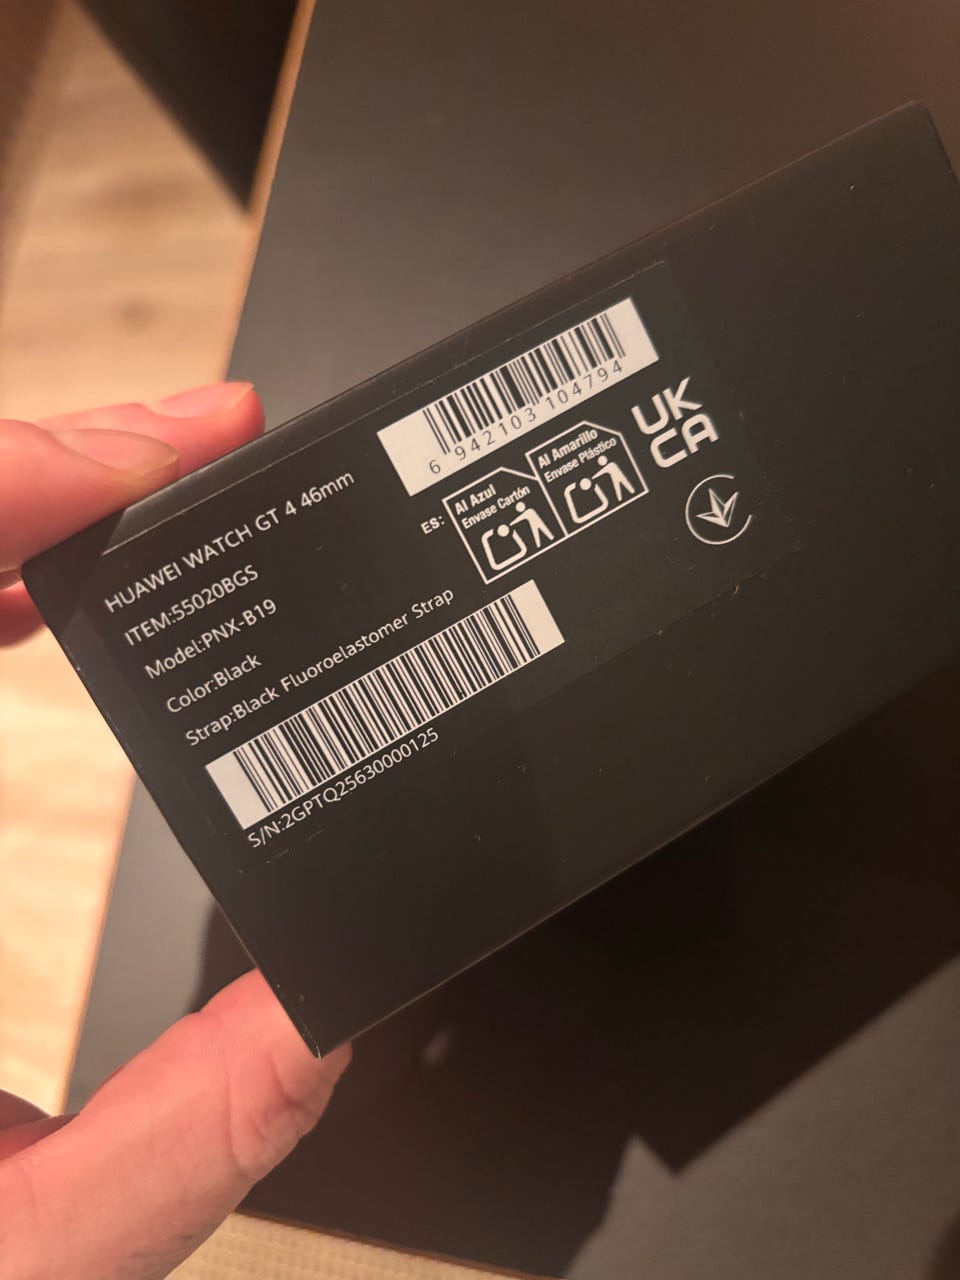 HUAWEI WATCH GT 4 46mm
ITEM:55020BGS
Model:PNX-B19
Color:Black
Strap:Black Fluoroelastomer Strap
S/N:2GPTQ25630000125
6 942103 104794
ES:
Al Azul
Envase Cartón
Al Amarillo
Envase Plástico
UK
CA